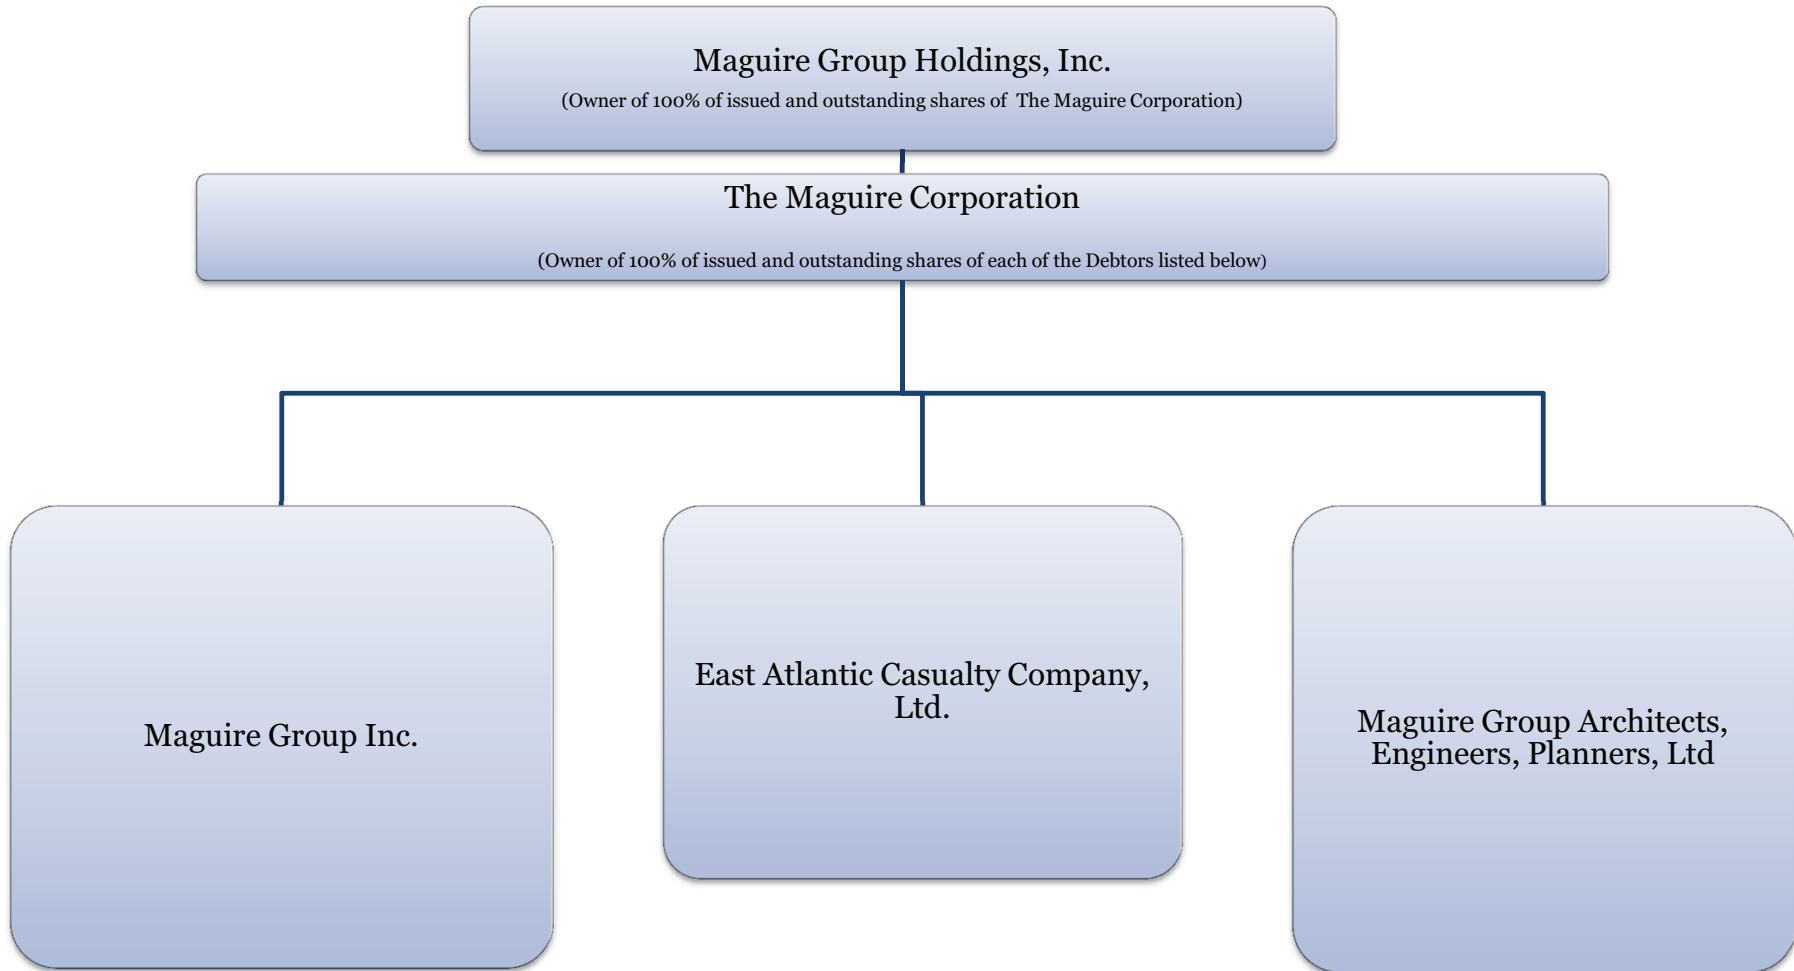 Maguire Group Holdings, Inc.
(Owner of 100% of issued and outstanding shares of The Maguire Corporation)
The Maguire Corporation
(Owner of 100% of issued and outstanding shares of each of the Debtors listed below)
Maguire Group Inc.
East Atlantic Casualty Company,
Ltd.
Maguire Group Architects,
Engineers, Planners, Ltd